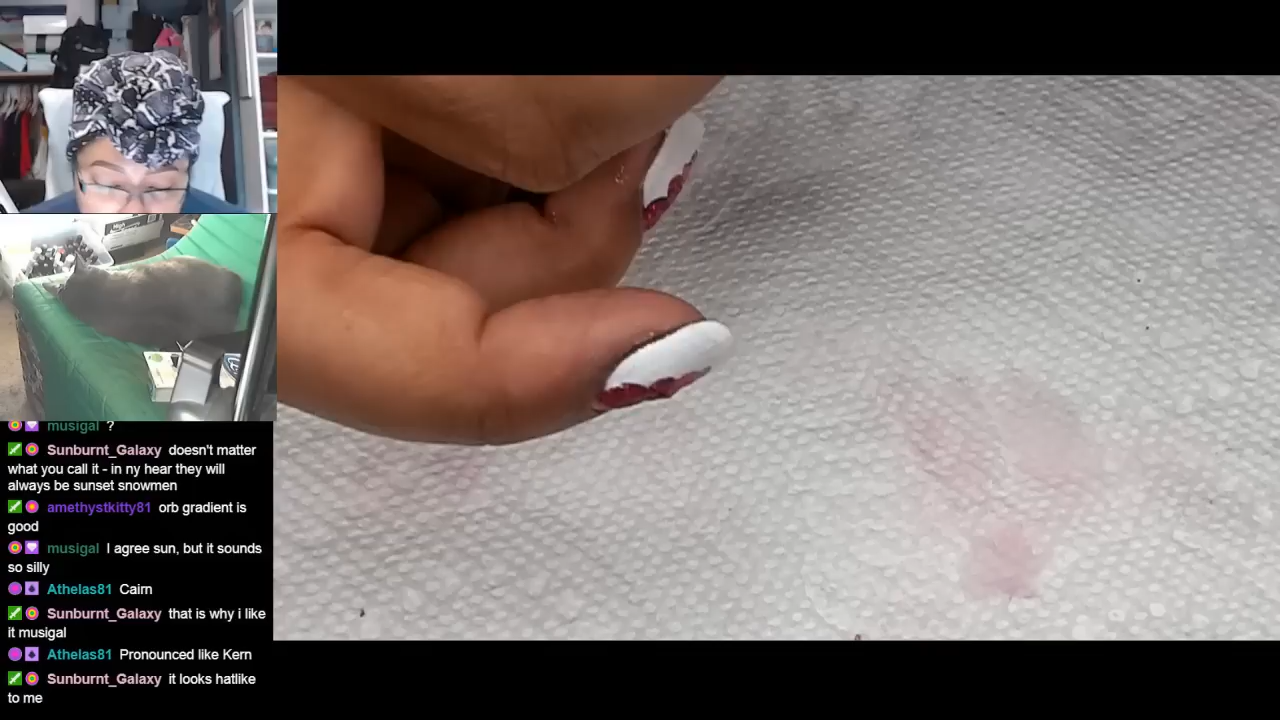 musigal ?
Sunburnt_Galaxy doesn't matter
what you call it - in ny hear they will
always be sunset snowmen
amethystkitty81 orb gradient is
good
musigal I agree sun, but it sounds
so silly
Athelas81 Cairn
Sunburnt_Galaxy that is why i like
it musigal
Athelas81 Pronounced like Kern
Sunburnt_Galaxy it looks hatlike
to me